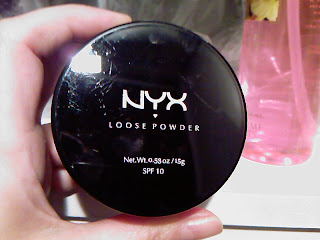 NYX
LOOSE POWDER
Net.Wt. 0.53 oz / 15g
SPF 10